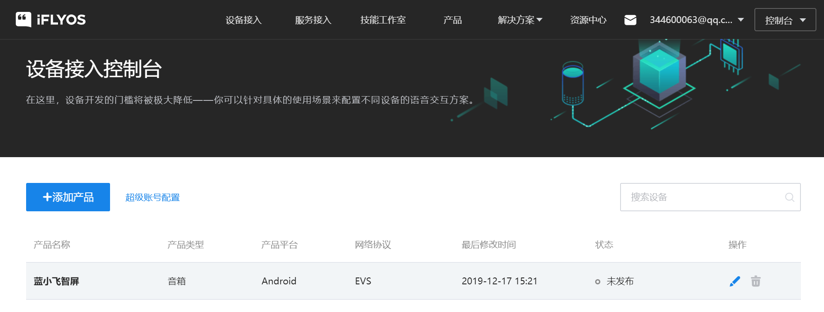 iFLYOS 设备接入 服务接入 技能工作室 产品 解决方案 资源中心 344600063@qq.c... 控制台
设备接入控制台
在这里，设备开发的门槛将被极大降低——你可以针对具体的使用场景来配置不同设备的语音交互方案。
+添加产品 超级账号配置 搜索设备
产品名称 产品类型 产品平台 网络协议 最后修改时间 状态 操作
蓝小飞智屏 音箱 Android EVS 2019-12-17 15:21 未发布